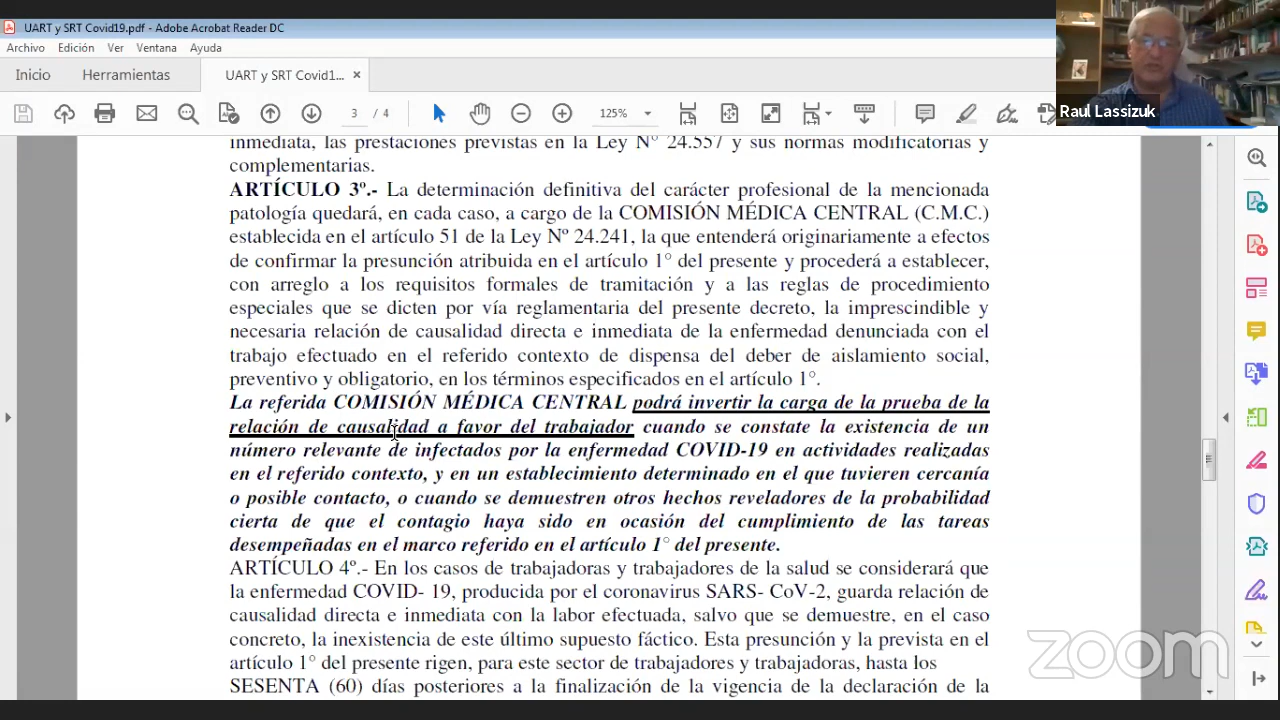 UART y SRT Covid19.pdf - Adobe Acrobat Reader DC
Archivo Edición Ver Ventana Ayuda
Inicio Herramientas UART y SRT Covid1... ×
3 / 4 125%
Raul Lassizuk
inmediata, las prestaciones previstas en la Ley Nº 24.557 y sus normas modificatorias y
complementarias.
ARTÍCULO 3º.- La determinación definitiva del carácter profesional de la mencionada
patología quedará, en cada caso, a cargo de la COMISIÓN MÉDICA CENTRAL (C.M.C.)
establecida en el artículo 51 de la Ley Nº 24.241, la que entenderá originariamente a efectos
de confirmar la presunción atribuida en el artículo 1° del presente y procederá a establecer,
con arreglo a los requisitos formales de tramitación y a las reglas de procedimiento
especiales que se dicten por vía reglamentaria del presente decreto, la imprescindible y
necesaria relación de causalidad directa e inmediata de la enfermedad denunciada con el
trabajo efectuado en el referido contexto de dispensa del deber de aislamiento social,
preventivo y obligatorio, en los términos especificados en el artículo 1°.
La referida COMISIÓN MÉDICA CENTRAL podrá invertir la carga de la prueba de la
relación de causalidad a favor del trabajador cuando se constate la existencia de un
número relevante de infectados por la enfermedad COVID-19 en actividades realizadas
en el referido contexto, y en un establecimiento determinado en el que tuvieren cercanía
o posible contacto, o cuando se demuestren otros hechos reveladores de la probabilidad
cierta de que el contagio haya sido en ocasión del cumplimiento de las tareas
desempeñadas en el marco referido en el artículo 1° del presente.
ARTÍCULO 4º.- En los casos de trabajadoras y trabajadores de la salud se considerará que
la enfermedad COVID- 19, producida por el coronavirus SARS- CoV-2, guarda relación de
causalidad directa e inmediata con la labor efectuada, salvo que se demuestre, en el caso
concreto, la inexistencia de este último supuesto fáctico. Esta presunción y la prevista en el
artículo 1° del presente rigen, para este sector de trabajadores y trabajadoras, hasta los
SESENTA (60) días posteriores a la finalización de la vigencia de la declaración de la
zoom